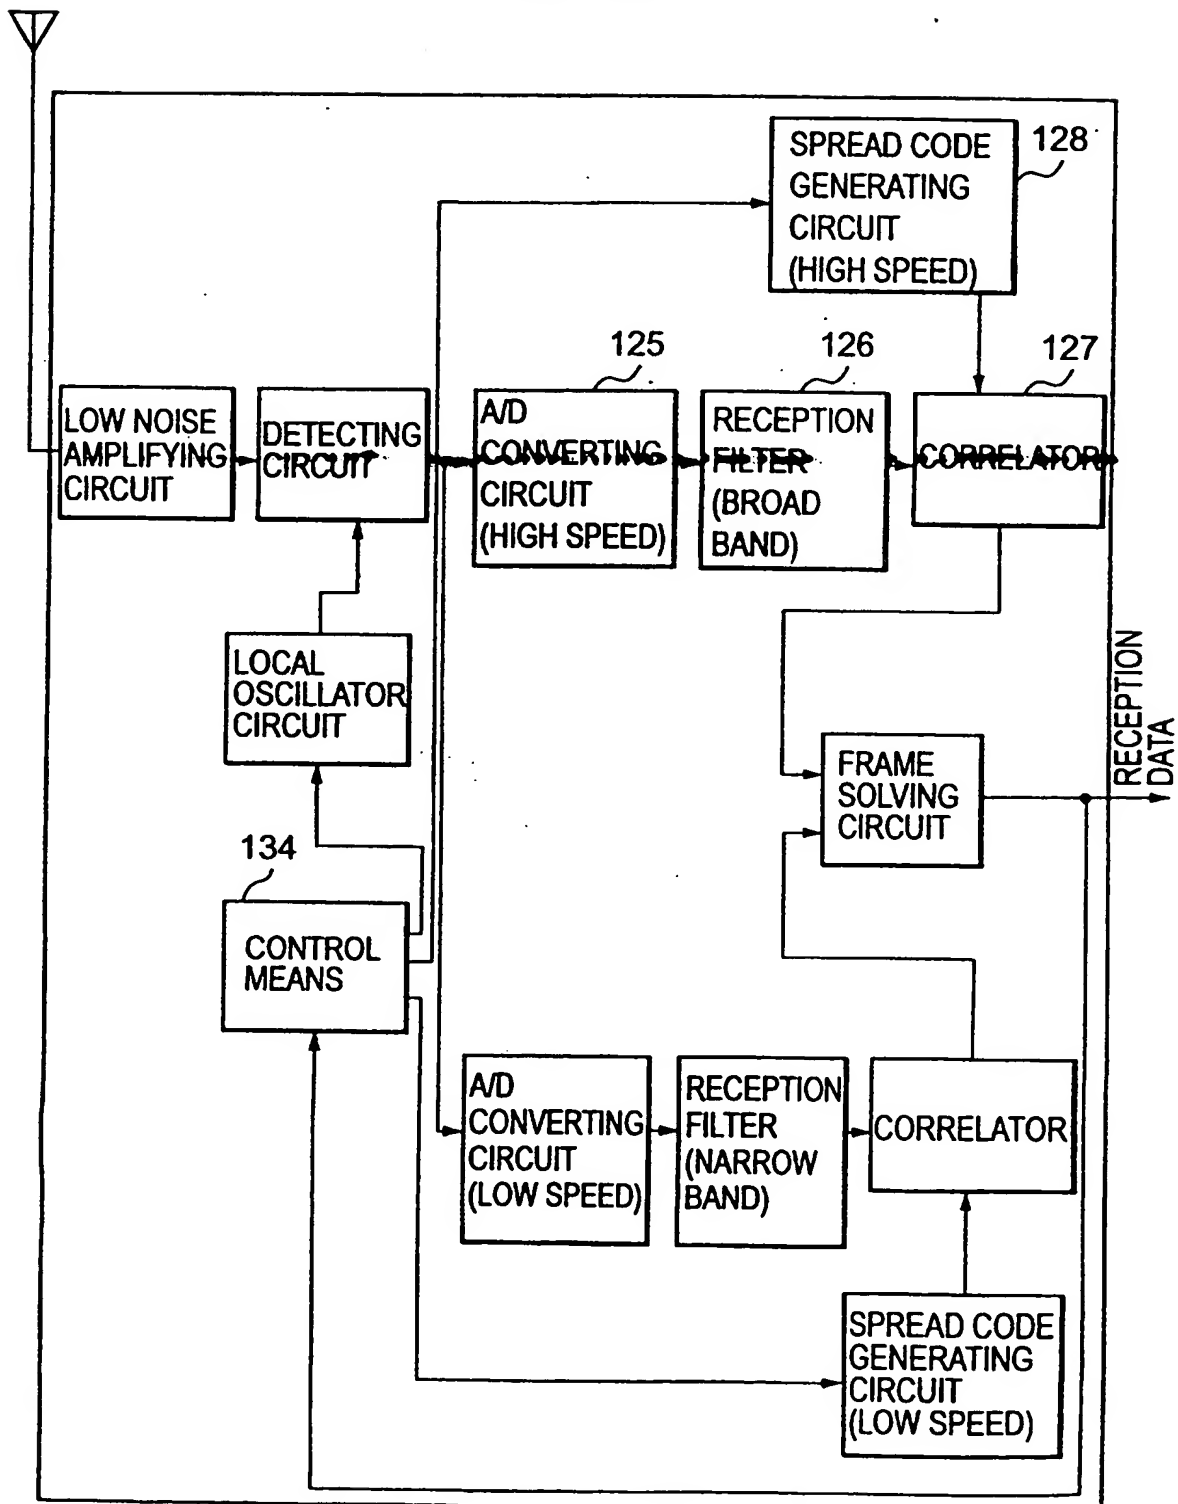 SPREAD CODE
GENERATING
CIRCUIT
(HIGH SPEED)
128
125
126
127
LOW NOISE
AMPLIFYING
CIRCUIT
DETECTING
CIRCUIT
A/D
CONVERTING
CIRCUIT
(HIGH SPEED)
RECEPTION
FILTER
(BROAD
BAND)
CORRELATOR
LOCAL
OSCILLATOR
CIRCUIT
FRAME
SOLVING
CIRCUIT
RECEPTION
DATA
134
CONTROL
MEANS
A/D
CONVERTING
CIRCUIT
(LOW SPEED)
RECEPTION
FILTER
(NARROW
BAND)
CORRELATOR
SPREAD CODE
GENERATING
CIRCUIT
(LOW SPEED)